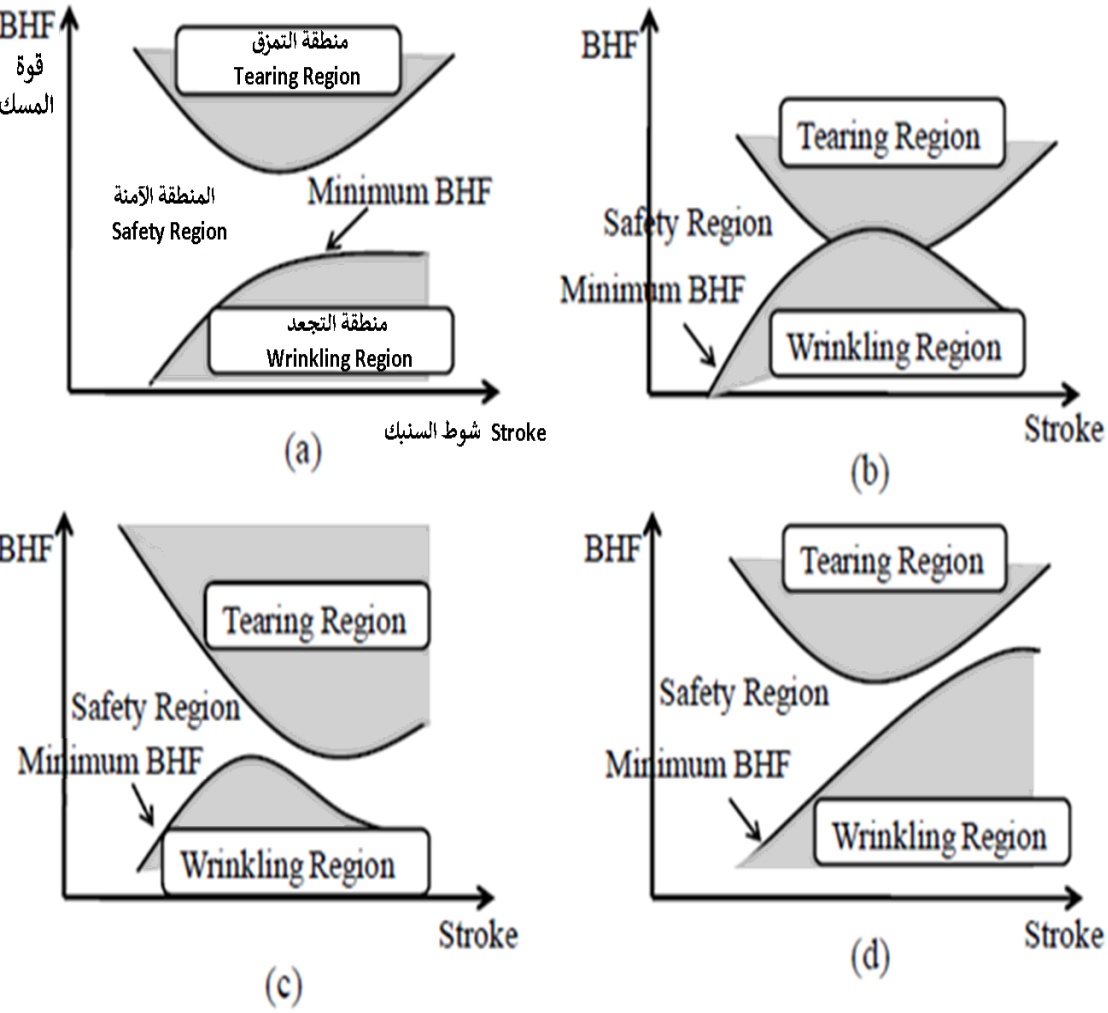 BHF
قوة
المسك
منطقة التمزق
Tearing Region
المنطقة الآمنة
Safety Region
Minimum BHF
منطقة التجعد
Wrinkling Region
شوط السنبك Stroke
(a)
BHF
Tearing Region
Safety Region
Minimum BHF
Wrinkling Region
Stroke
(b)
BHF
Tearing Region
Safety Region
Minimum BHF
Wrinkling Region
Stroke
(c)
BHF
Tearing Region
Safety Region
Minimum BHF
Wrinkling Region
Stroke
(d)